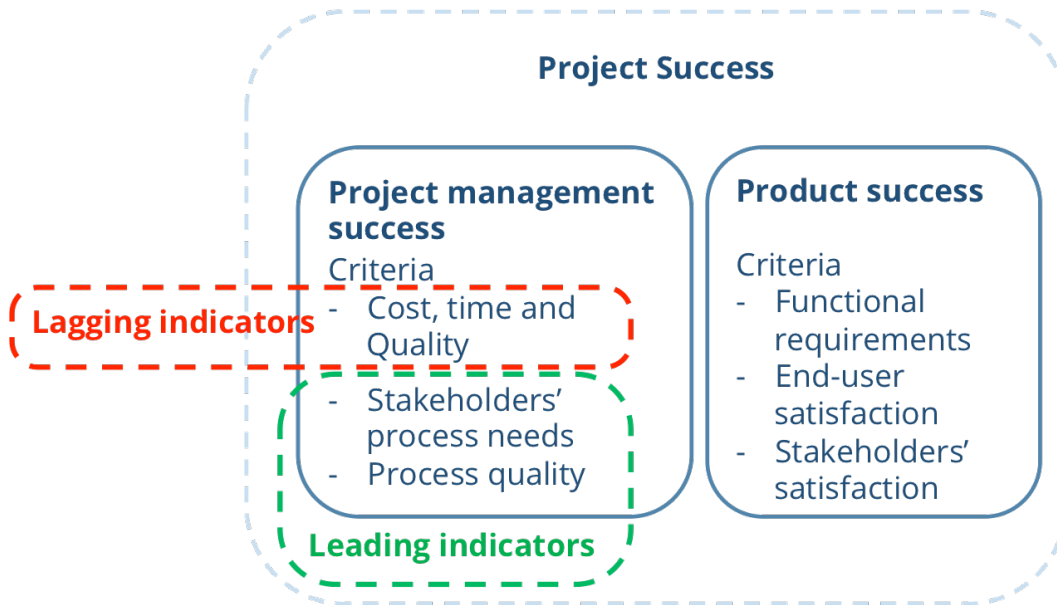 Project Success
Project management
success
Criteria
- Cost, time and
Quality
- Stakeholders’
process needs
- Process quality
Lagging indicators
Leading indicators
Product success
Criteria
- Functional
requirements
- End-user
satisfaction
- Stakeholders’
satisfaction